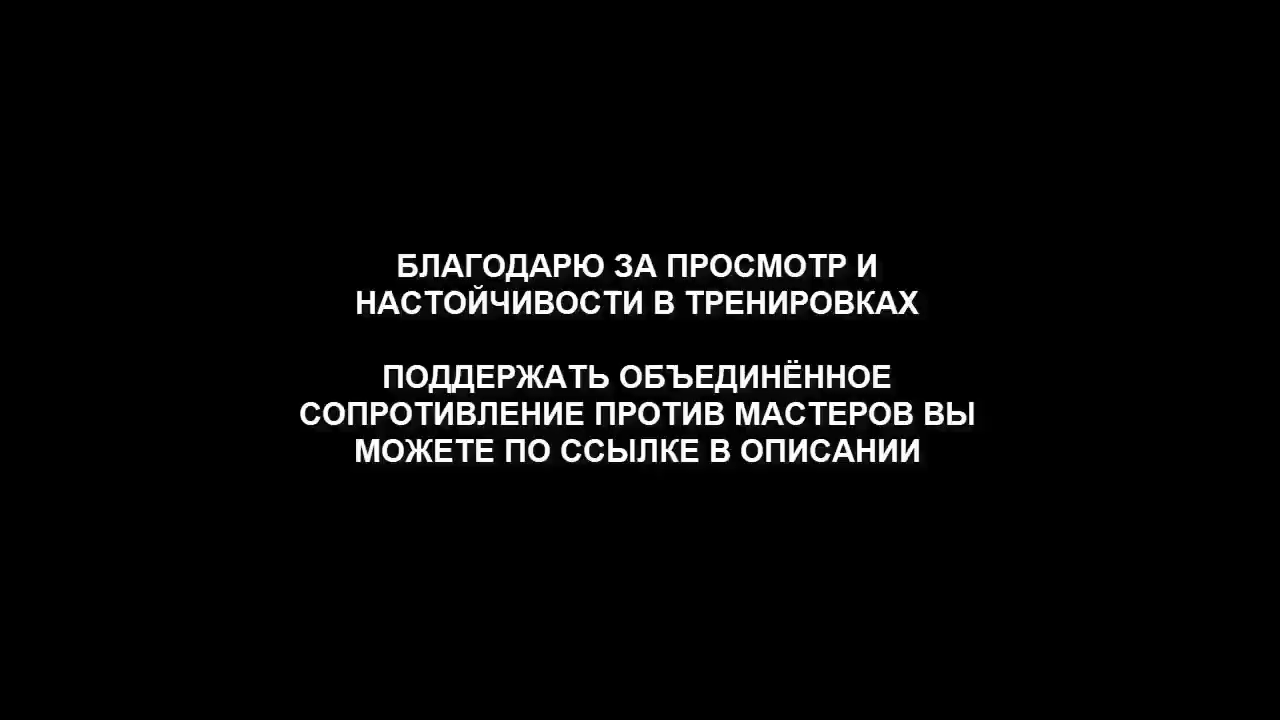 БЛАГОДАРЮ ЗА ПРОСМОТР И
НАСТОЙЧИВОСТИ В ТРЕНИРОВКАХ
ПОДДЕРЖАТЬ ОБЪЕДИНЁННОЕ
СОПРОТИВЛЕНИЕ ПРОТИВ МАСТЕРОВ ВЫ
МОЖЕТЕ ПО ССЫЛКЕ В ОПИСАНИИ